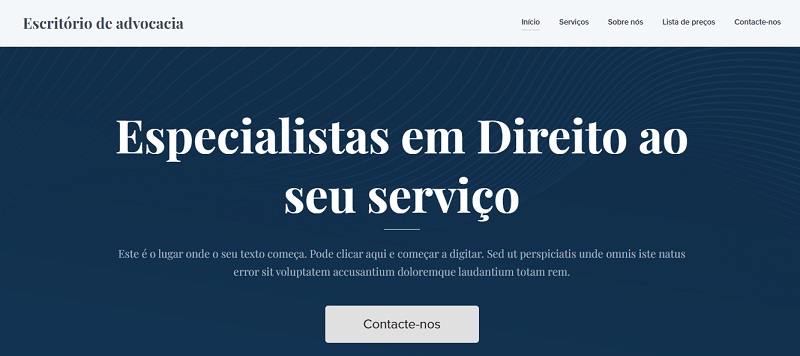 Escritório de advocacia
Início Serviços Sobre nós Lista de preços Contacte-nos
Especialistas em Direito ao
seu serviço
Este é o lugar onde o seu texto começa. Pode clicar aqui e começar a digitar. Sed ut perspiciatis unde omnis iste natus
error sit voluptatem accusantium doloremque laudantium totam rem.
Contacte-nos